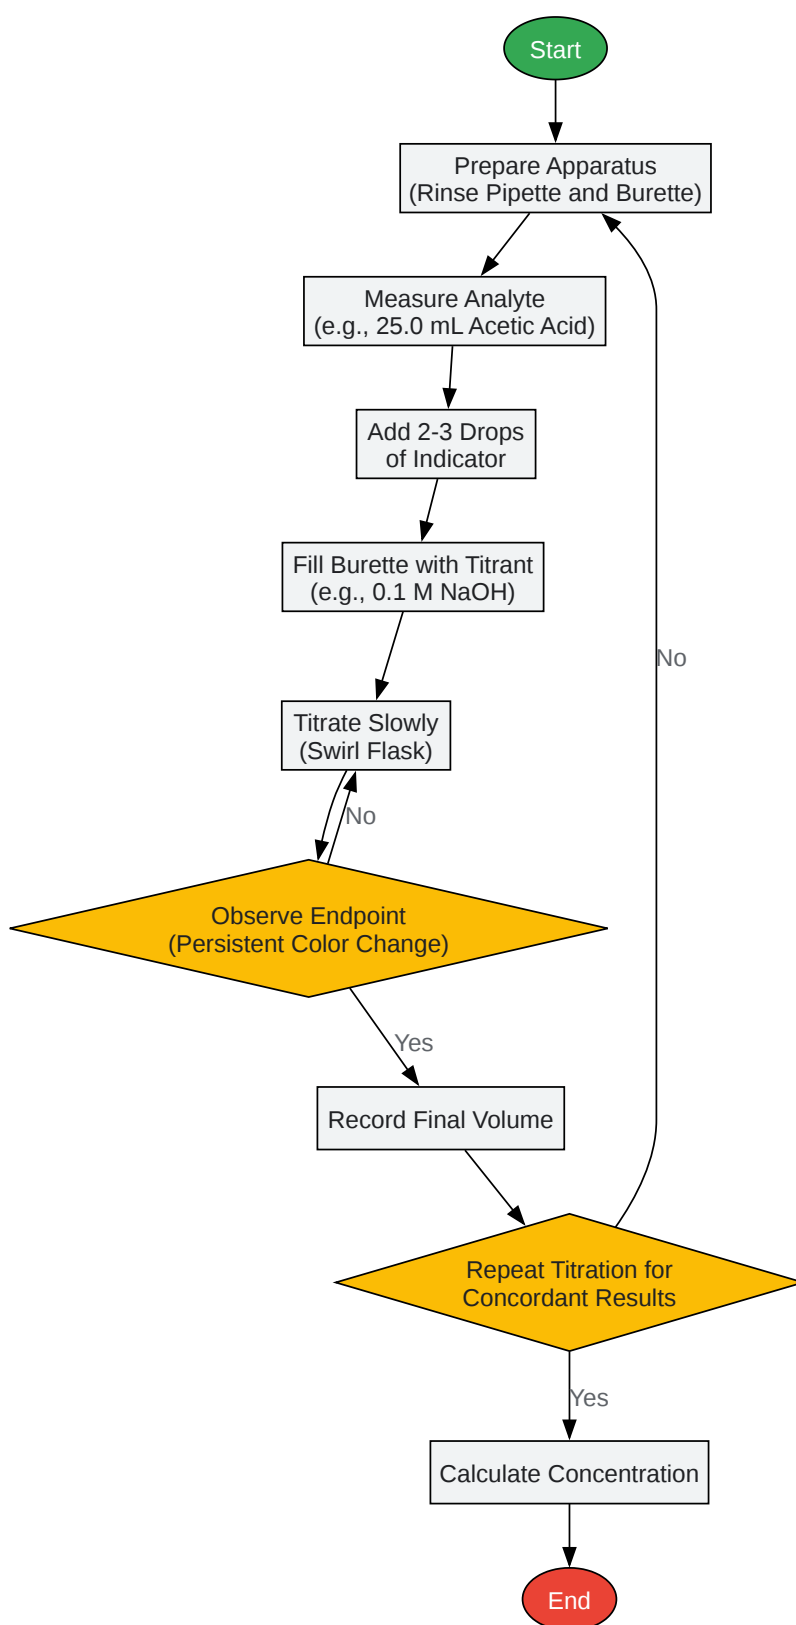 Start
Prepare Apparatus
(Rinse Pipette and Burette)
Measure Analyte
(e.g., 25.0 mL Acetic Acid)
Add 2-3 Drops
of Indicator
Fill Burette with Titrant
(e.g., 0.1 M NaOH)
No
Titrate Slowly
(Swirl Flask)
No
Observe Endpoint
(Persistent Color Change)
Yes
Record Final Volume
Repeat Titration for
Concordant Results
Yes
Calculate Concentration
End